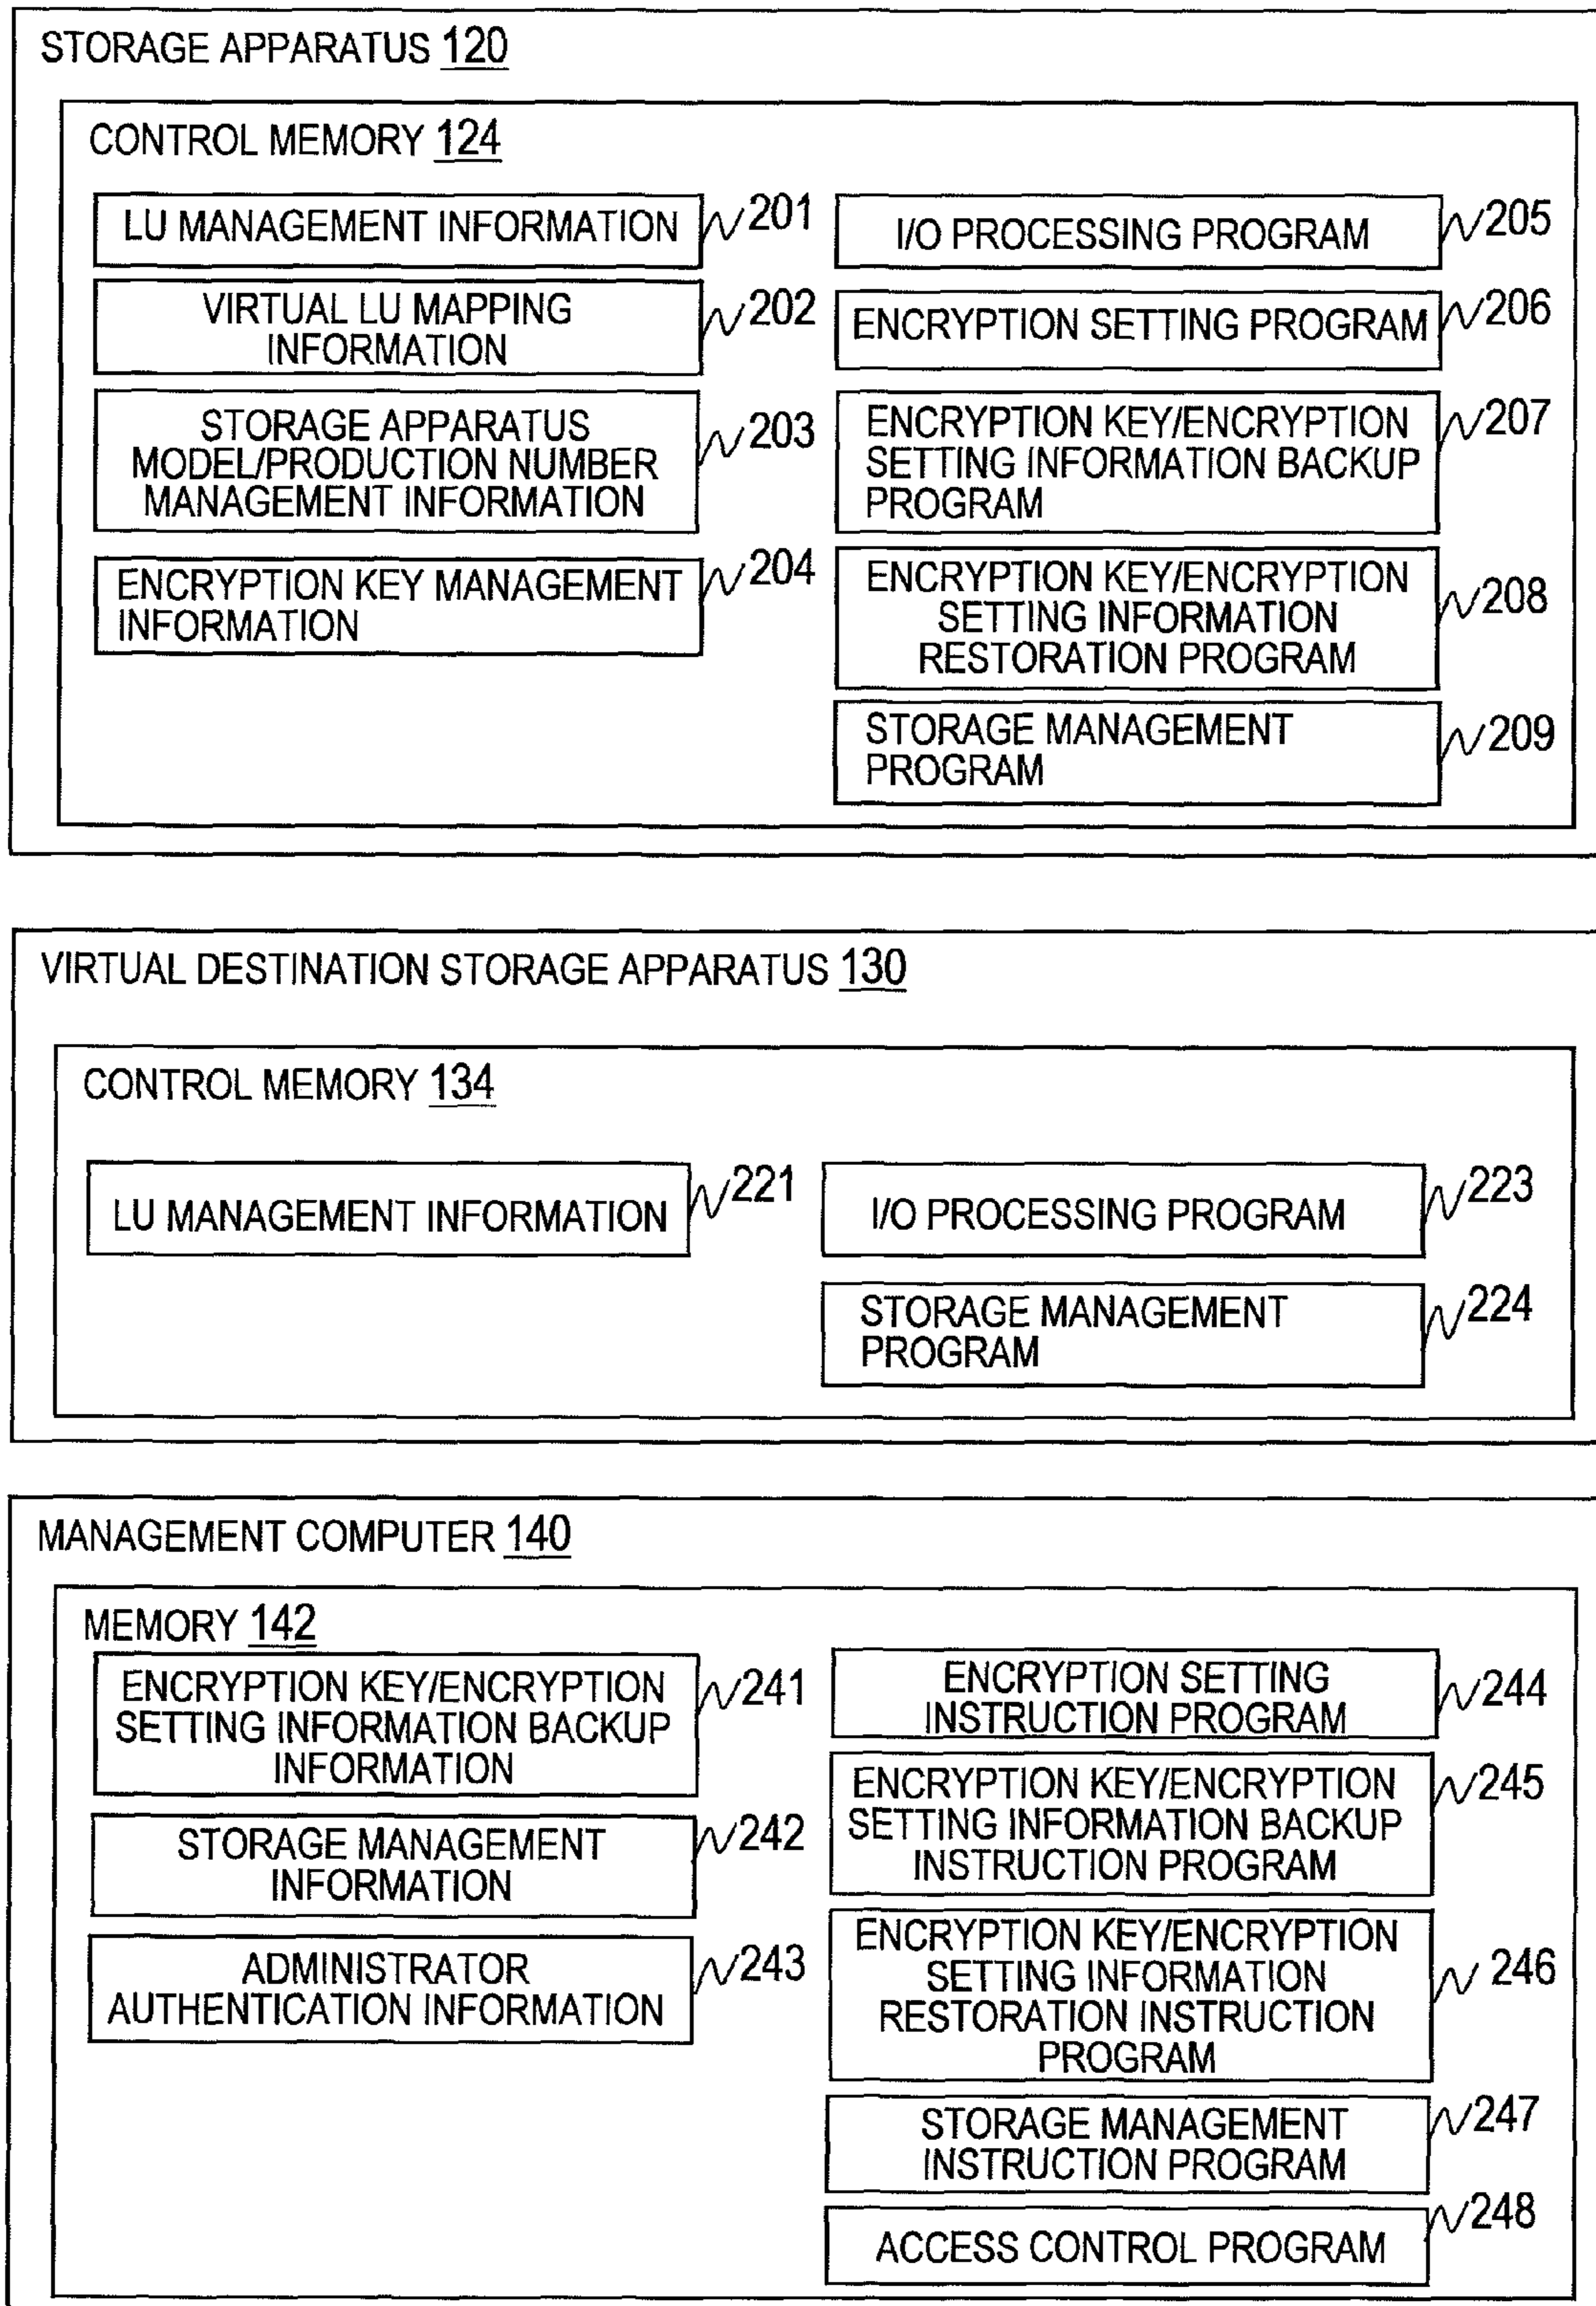 STORAGE APPARATUS 120
CONTROL MEMORY 124
LU MANAGEMENT INFORMATION
201
VIRTUAL LU MAPPING
INFORMATION
202
STORAGE APPARATUS
MODEL/PRODUCTION NUMBER
MANAGEMENT INFORMATION
203
ENCRYPTION KEY MANAGEMENT
INFORMATION
204
I/O PROCESSING PROGRAM
205
ENCRYPTION SETTING PROGRAM
206
ENCRYPTION KEY/ENCRYPTION
SETTING INFORMATION BACKUP
PROGRAM
207
ENCRYPTION KEY/ENCRYPTION
SETTING INFORMATION
RESTORATION PROGRAM
208
STORAGE MANAGEMENT
PROGRAM
209
VIRTUAL DESTINATION STORAGE APPARATUS 130
CONTROL MEMORY 134
LU MANAGEMENT INFORMATION
221
I/O PROCESSING PROGRAM
223
STORAGE MANAGEMENT
PROGRAM
224
MANAGEMENT COMPUTER 140
MEMORY 142
ENCRYPTION KEY/ENCRYPTION
SETTING INFORMATION BACKUP
INFORMATION
241
STORAGE MANAGEMENT
INFORMATION
242
ADMINISTRATOR
AUTHENTICATION INFORMATION
243
ENCRYPTION SETTING
INSTRUCTION PROGRAM
244
ENCRYPTION KEY/ENCRYPTION
SETTING INFORMATION BACKUP
INSTRUCTION PROGRAM
245
ENCRYPTION KEY/ENCRYPTION
SETTING INFORMATION
RESTORATION INSTRUCTION
PROGRAM
246
STORAGE MANAGEMENT
INSTRUCTION PROGRAM
247
ACCESS CONTROL PROGRAM
248